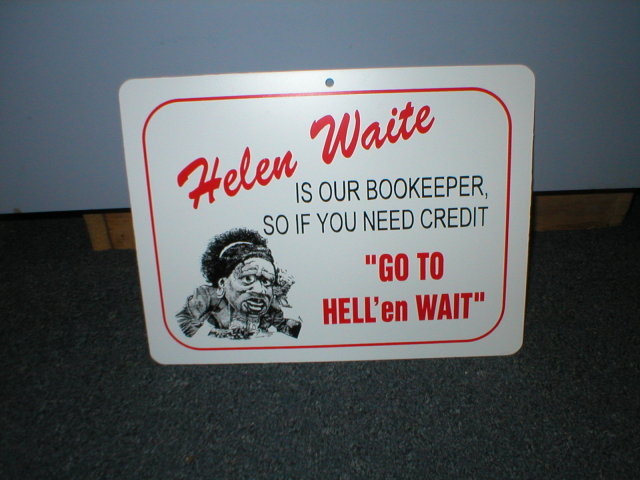 Helen Waite
IS OUR BOOKEEPER,
SO IF YOU NEED CREDIT
"GO TO
HELL'en WAIT"